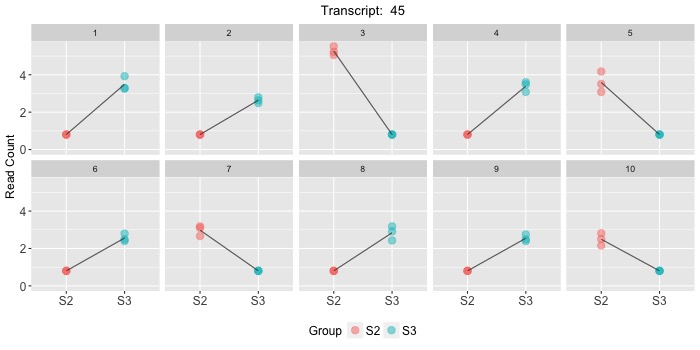 Transcript:  45
1 2 3 4 5
4
2
0
6 7 8 9 10
4
2
0
Read Count
S2 S3 S2 S3 S2 S3 S2 S3 S2 S3
Group S2 S3